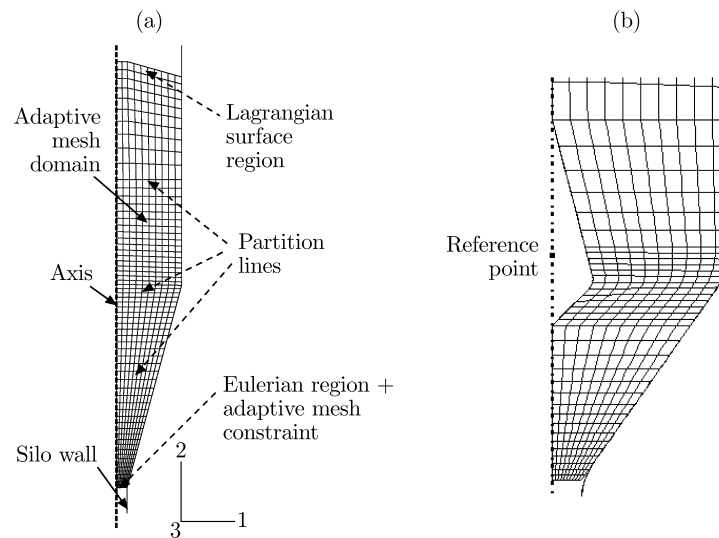 (a)
(b)
Lagrangian
surface
region
Adaptive
mesh
domain
Partition
lines
Axis
Reference
point
Eulerian region +
adaptive mesh
constraint
Silo wall
2
1
3